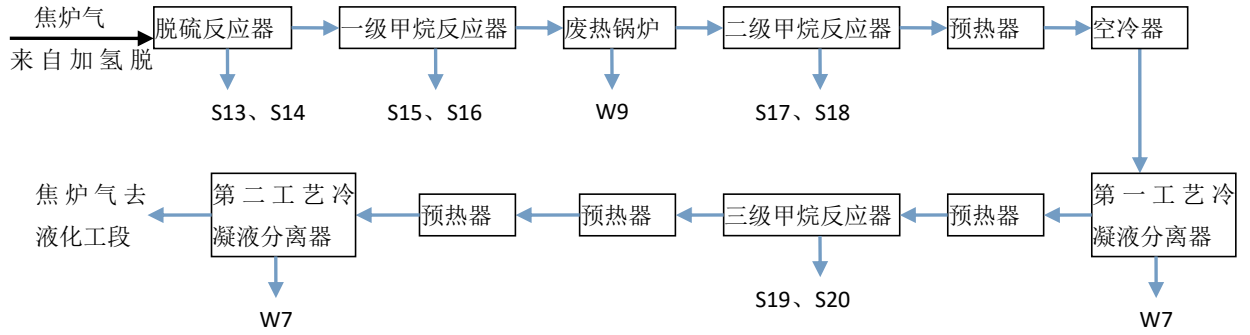 焦炉气
来自加氢脱
脱硫反应器
一级甲烷反应器
废热锅炉
二级甲烷反应器
预热器
空冷器
S13、S14
S15、S16
W9
S17、S18
焦炉气去
液化工段
第二工艺冷
凝液分离器
预热器
预热器
三级甲烷反应器
预热器
第一工艺冷
凝液分离器
W7
S19、S20
W7